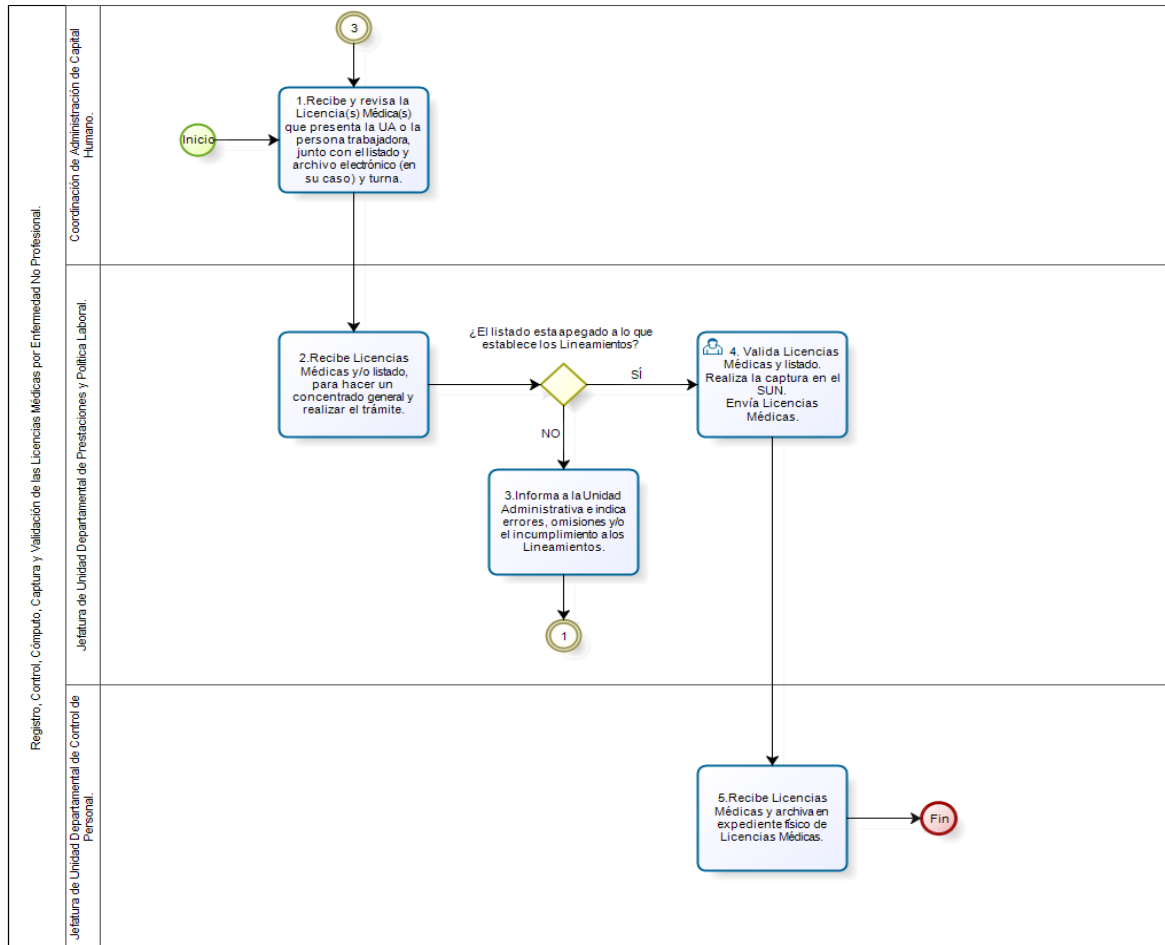 Registro, Control, Cómputo, Captura y Validación de las Licencias Médicas por Enfermedad No Profesional.
Coordinación de Administración de Capital
Humano.
3
Inicio
1.Recibe y revisa la
Licencia(s) Médica(s)
que presenta la UA o la
persona trabajadora,
junto con el listado y
archivo electrónico (en
su caso) y turna.
Jefatura de Unidad Departamental de Prestaciones y Política Laboral.
2.Recibe Licencias
Médicas y/o listado,
para hacer un
concentrado general y
realizar el trámite.
¿El listado esta apegado a lo que
establece los Lineamientos?
SÍ
NO
4. Valida Licencias
Médicas y listado.
Realiza la captura en el
SUN.
Envía Licencias
Médicas.
3.Informa a la Unidad
Administrativa e indica
errores, omisiones y/o
el incumplimiento a los
Lineamientos.
1
Jefatura de Unidad Departamental de Control de
Personal.
5.Recibe Licencias
Médicas y archiva en
expediente físico de
Licencias Médicas.
Fin